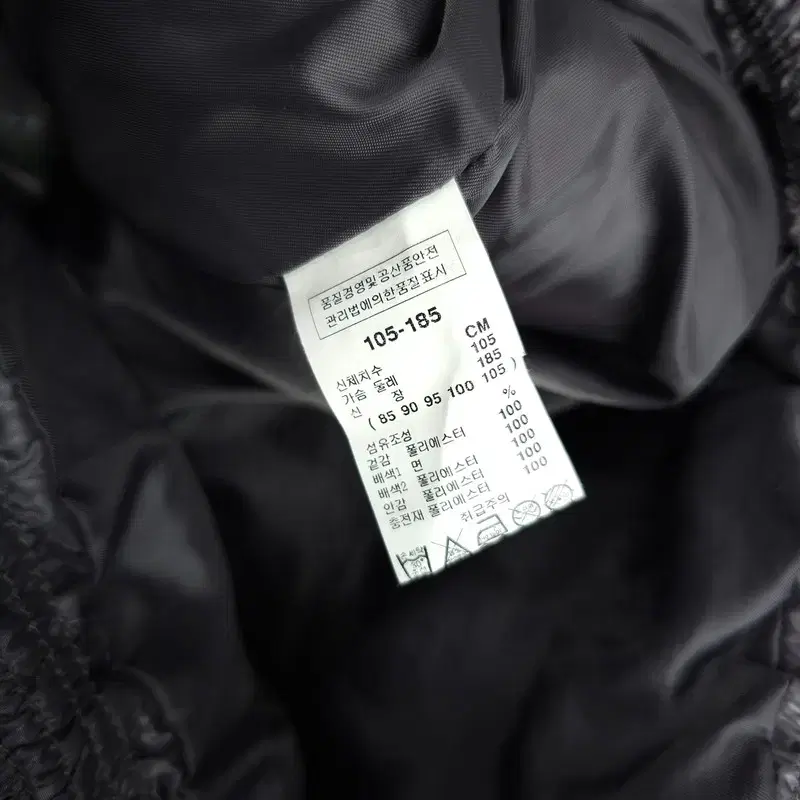 품질경영및공산품안전
관리법에의한품질표시
105-185
신체치수 CM
가슴 둘레 105
신 장 185
( 85 90 95 100 105 )
섬유조성 %
겉감 폴리에스터 100
배색1 면 100
배색2 폴리에스터 100
인감 폴리에스터 100
충전재 폴리에스터 100
취급주의